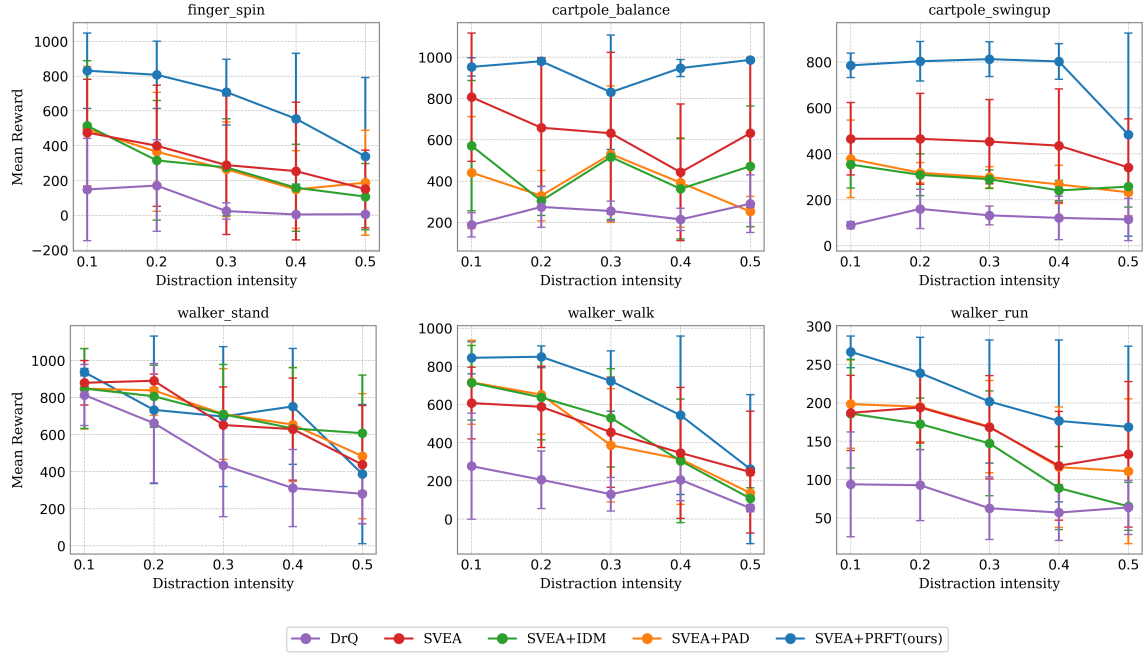 finger_spin
cartpole_balance
cartpole_swingup
Mean Reward
1000
800
600
400
200
0
−200
0.1 0.2 0.3 0.4 0.5
Distraction intensity
1000
800
600
400
200
0.1 0.2 0.3 0.4 0.5
Distraction intensity
800
600
400
200
0
0.1 0.2 0.3 0.4 0.5
Distraction intensity
walker_stand
walker_walk
walker_run
Mean Reward
1000
800
600
400
200
0
0.1 0.2 0.3 0.4 0.5
Distraction intensity
1000
800
600
400
200
0
0.1 0.2 0.3 0.4 0.5
Distraction intensity
300
250
200
150
100
50
0.1 0.2 0.3 0.4 0.5
Distraction intensity
DrQ SVEA SVEA+IDM SVEA+PAD SVEA+PRFT(ours)